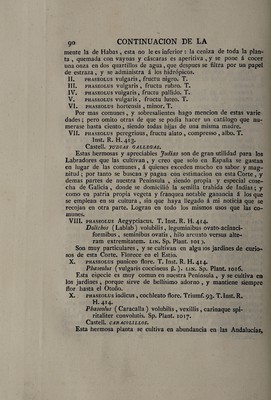 90 CONTINUACION DE LA
mente la de Habas, esta no le es inferior : la ceniza de toda la plan-
ta , quemada con vaynas y cáscaras es aperitiva , y se pone á cocer
una onza en dos quartillos de agua , que despues se filtra por un papel
de estraza , y se administra á los hidrópicos.
II. PHASEOLUS vulgaris, fructu nigro. T.
III. PHASEOLUS vulgaris, fructu rubro. T.
IV. PHASEOLUS vulgaris, fructu pallido. T.
V. PHASEOLUS vulgaris, fructu luteo. T.
VI. PHASEOLUS hortensis , minor. T.
Por mas comunes , y sobresalientes hago mencion de estas varie-
dades ; pero omito otras de que se podia hacer un catálogo que nu-
merase hasta ciento, siendo todas hijas de una misma madre.
VII. PHASEOLUS peregrinus, fructu alato , compresso , albo. T.
Inst. R. H. 413.
Castell. JUDIAS GALLEGAS.
Estas hermosas y apreciables Judias son de gran utilidad para los
Labradores que las cultivan , y creo que solo en España se gastan
en lugar de las comunes , á quienes exceden mucho en sabor y mag-
nitud ; por tanto se buscan y pagan con estimacion en esta Corte , y
demas partes de nuestra Península , siendo propia y especial cose-
cha de Galicia , donde se domicilió la semilla trahida de Indias ; y
como en patria propia vegeta y franquea notable ganancia á los que
se emplean en su cultura , sin que haya llegado á mi noticia que se
recojan en otra parte. Logran en todo los mismos usos que las co-
munes.
VIII. PHASEOLUS Aegyptiacus. T. Inst. R. H. 414.
Dolichos (Lablab) volubilis , leguminibus ovato-acinaci-
formibus , seminibus ovatis , hilo arcuato versus alte-
ram extremitatem. LIN. Sp. Plant. 101 .
Son muy particulares , y se cultivan en algunos jardines de curio-
sos de esta Corte. Florece en el Estio.
X. PHASEOLUS puniceo flore. T. Inst. R. H. 414.
Phaseolus ( vulgaris coccineus β. ). LIN. Sp. Plant. 1016.
Esta especie es muy comun en nuestra Península , y se cultiva en
los jardines , porque sirve de bellísimo adorno , y mantiene siempre
flor hasta el Otoño.
X. PHASEOLUS indicus , cochleato flore. Triumf. 93. T. Inst. R.
H. 414.
Phaseolus ( Caracalla ) volubilis , vexillis , carinaque spi-
raliter convolutis. Sp. Plant. 1017.
Castell. CARACOLILLOS.
Esta hermosa planta se cultiva en abundancia en las Andalucías,